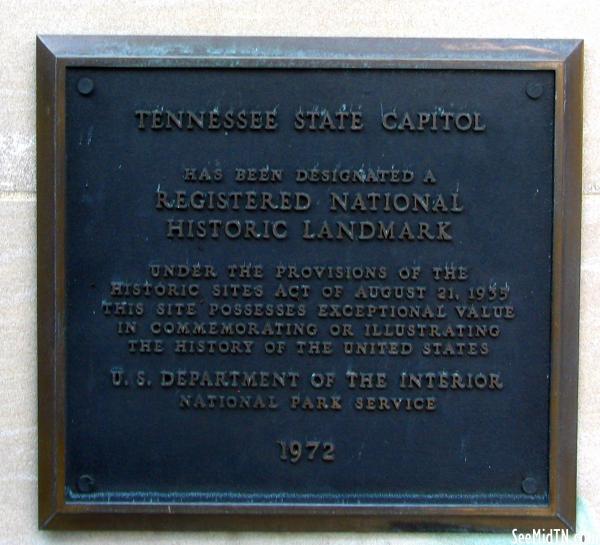 TENNESSEE STATE CAPITOL
HAS BEEN DESIGNATED A
REGISTERED NATIONAL
HISTORIC LANDMARK
UNDER THE PROVISIONS OF THE
HISTORIC SITES ACT OF AUGUST 21, 1935
THIS SITE POSSESSES EXCEPTIONAL VALUE
IN COMMEMORATING OR ILLUSTRATING
THE HISTORY OF THE UNITED STATES
U. S. DEPARTMENT OF THE INTERIOR
NATIONAL PARK SERVICE
1972
SeeMidTN.com